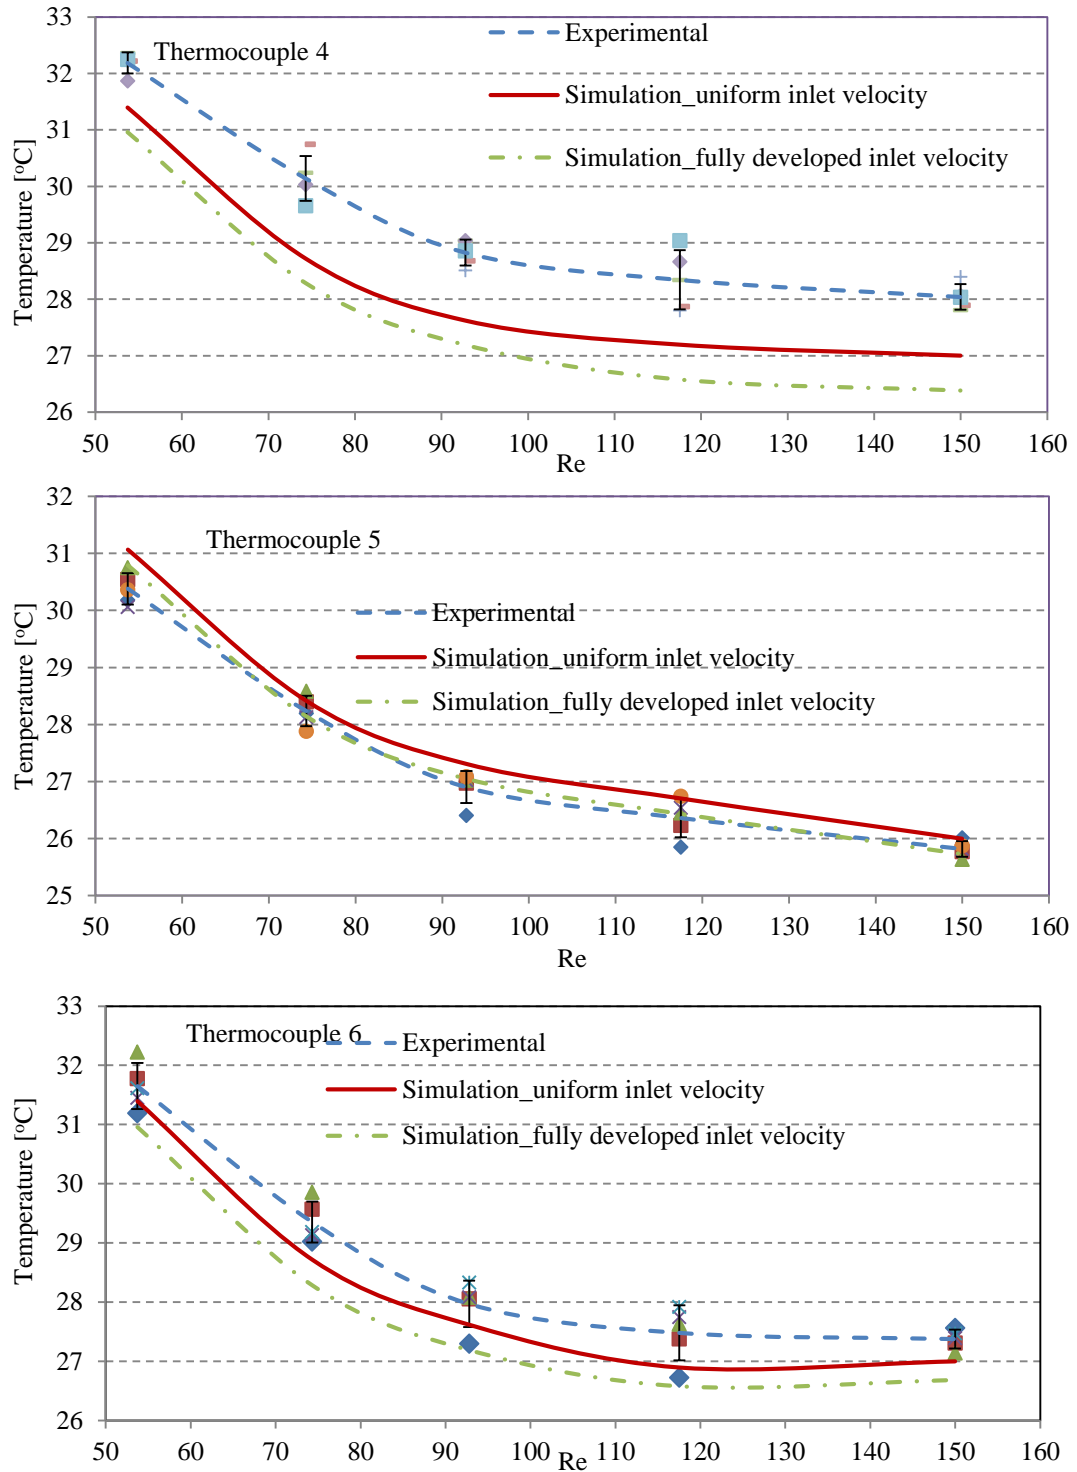 33
32
31
30
29
28
27
26
Temperature [oC]
Thermocouple 4
Experimental
Simulation_uniform inlet velocity
Simulation_fully developed inlet velocity
50 60 70 80 90 100 110 120 130 140 150 160
Re
32
31
30
29
28
27
26
25
Temperature [oC]
Thermocouple 5
Experimental
Simulation_uniform inlet velocity
Simulation_fully developed inlet velocity
50 60 70 80 90 100 110 120 130 140 150 160
Re
33
32
31
30
29
28
27
26
Temperature [oC]
Thermocouple 6
Experimental
Simulation_uniform inlet velocity
Simulation_fully developed inlet velocity
50 60 70 80 90 100 110 120 130 140 150 160
Re